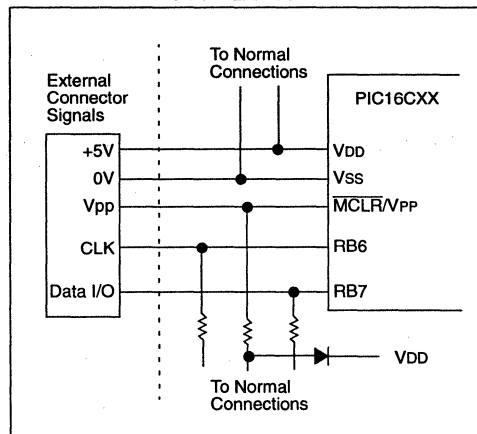 To Normal
Connections
External
Connector
Signals
PIC16CXX
+5V
VDD
0V
VSS
Vpp
MCLR/VPP
CLK
RB6
Data I/O
RB7
VDD
To Normal
Connections